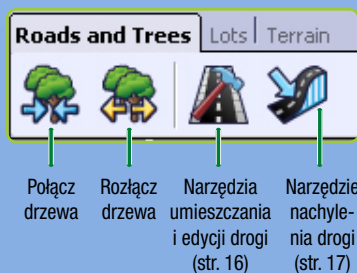 Roads and Trees Lots Terrain
Połącz Rozłącz Narzędzia Narzędzie
drzewa drzewa umieszczania nachyle-
i edycji drogi nia drogi
(str. 16) (str. 17)